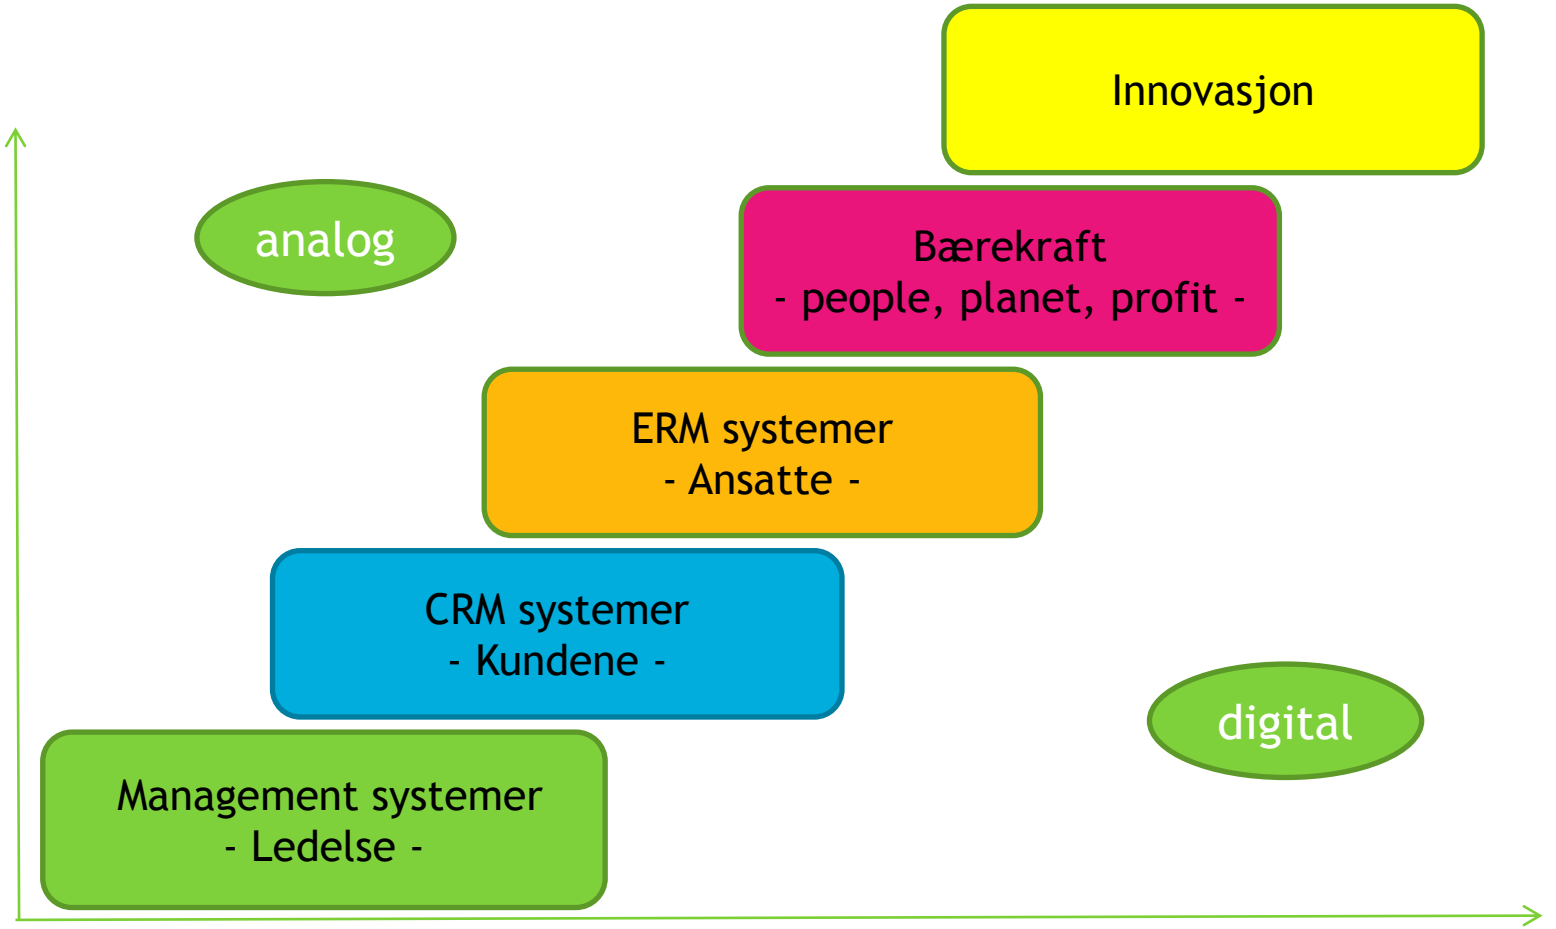 Innovasjon
analog
Bærekraft
- people, planet, profit -
ERM systemer
- Ansatte -
CRM systemer
- Kundene -
digital
Management systemer
- Ledelse -